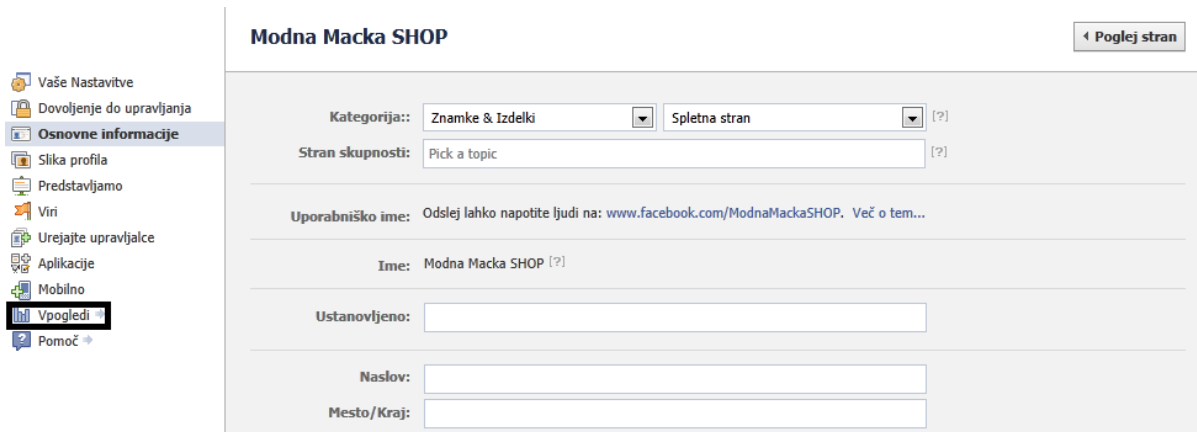 Modna Macka SHOP
Poglej stran
Vaše Nastavitve
Dovoljenje do upravljanja
Osnovne informacije
Slika profila
Predstavljamo
Viri
Urejajte upravljalce
Aplikacije
Mobilno
Vpogledi
Pomoč
Kategorija:: Znamke & Izdelki Spletna stran [?]
Stran skupnosti: Pick a topic [?]
Uporabniško ime: Odslej lahko napotite ljudi na: www.facebook.com/ModnaMackaSHOP. Več o tem...
Ime: Modna Macka SHOP [?]
Ustanovljeno:
Naslov:
Mesto/Kraj: